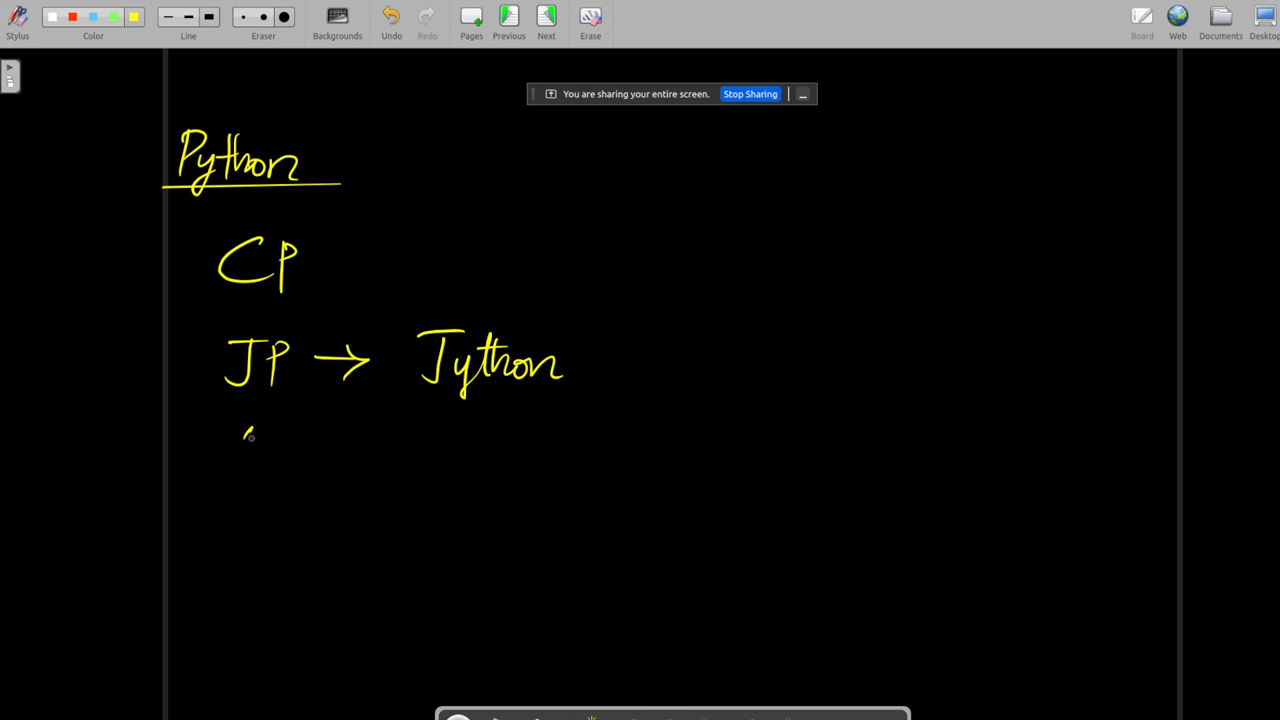 Stylus Color Line Eraser Backgrounds Undo Redo Pages Previous Next Erase Board Web Documents Desktop
You are sharing your entire screen. Stop Sharing
Python
CP
JP → Jython